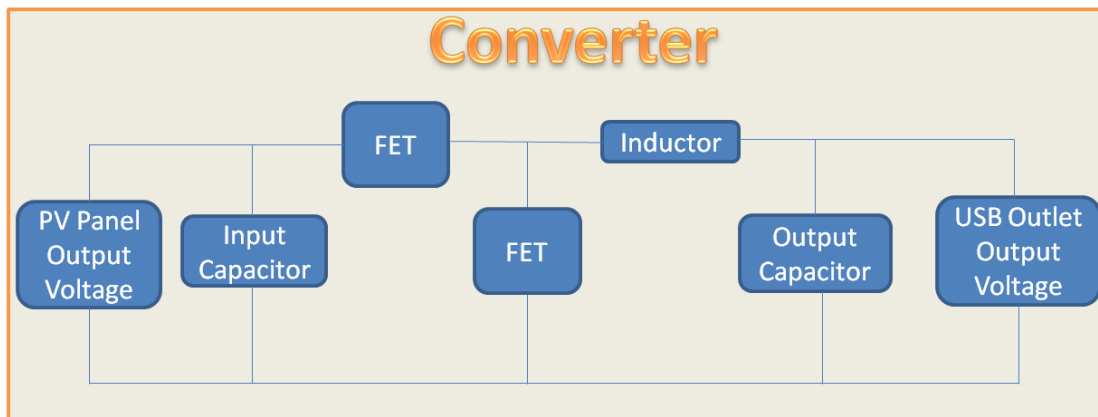 Converter
FET
Inductor
PV Panel
Output
Voltage
Input
Capacitor
FET
Output
Capacitor
USB Outlet
Output
Voltage